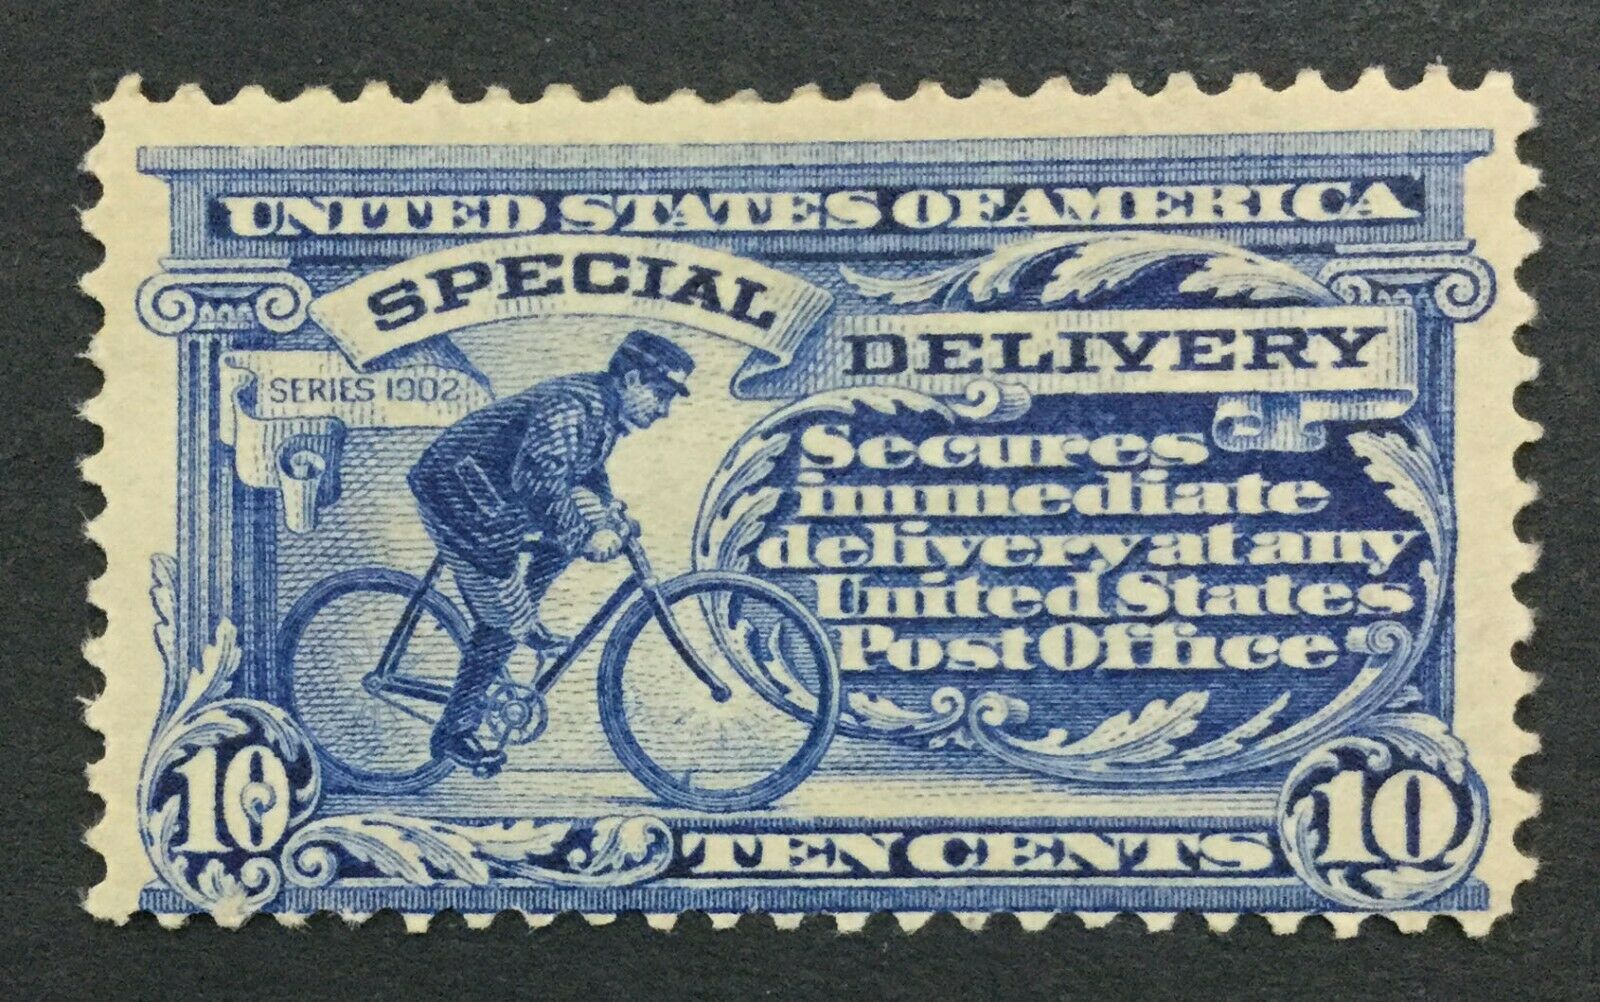 UNITED STATES OF AMERICA
SPECIAL
DELIVERY
SERIES 1902
Secures
immediate
delivery at any
United States
Post Office
10
TEN CENTS
10